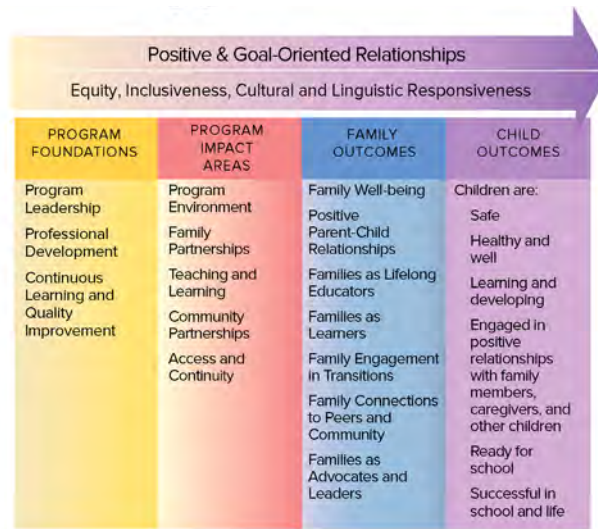 Positive & Goal-Oriented Relationships
Equity, Inclusiveness, Cultural and Linguistic Responsiveness
PROGRAM
FOUNDATIONS
Program
Leadership
Professional
Development
Continuous
Learning and
Quality
Improvement
PROGRAM
IMPACT
AREAS
Program
Environment
Family
Partnerships
Teaching and
Learning
Community
Partnerships
Access and
Continuity
FAMILY
OUTCOMES
Family Well-being
Positive
Parent-Child
Relationships
Families as Lifelong
Educators
Families as
Learners
Family Engagement
in Transitions
Family Connections
to Peers and
Community
Families as
Advocates and
Leaders
CHILD
OUTCOMES
Children are:
Safe
Healthy and
well
Learning and
developing
Engaged in
positive
relationships
with family
members,
caregivers, and
other children
Ready for
school
Successful in
school and life